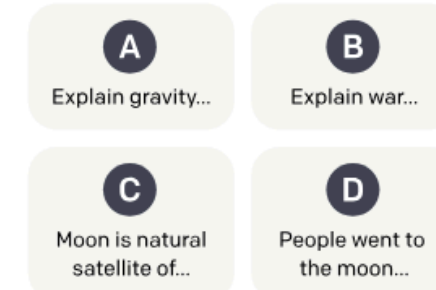 A
Explain gravity...
B
Explain war...
C
Moon is natural
satellite of...
D
People went to
the moon...